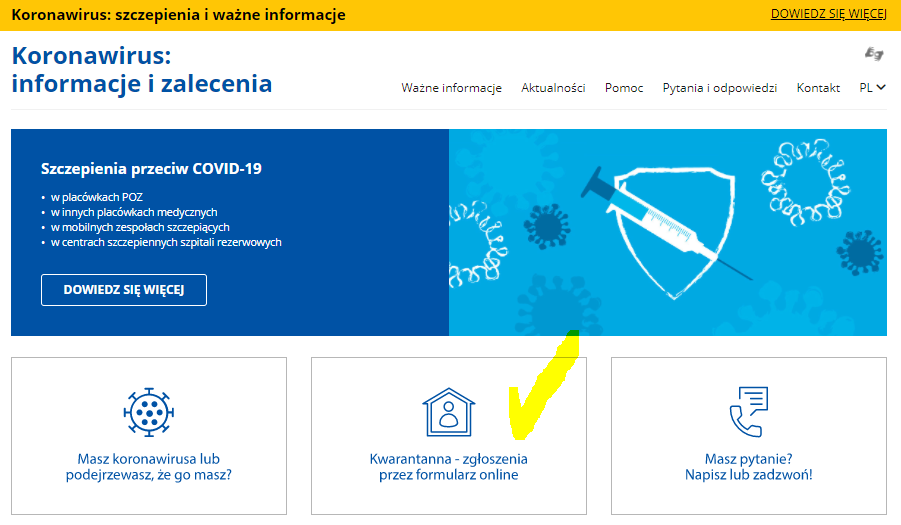 Koronawirus: szczepienia i ważne informacje
DOWIEDZ SIĘ WIĘCEJ
Koronawirus:
informacje i zalecenia
Ważne informacje Aktualności Pomoc Pytania i odpowiedzi Kontakt PL
Szczepienia przeciw COVID-19
• w placówkach POZ
• w innych placówkach medycznych
• w mobilnych zespołach szczepiących
• w centrach szczepiennych szpitali rezerwowych
DOWIEDZ SIĘ WIĘCEJ
Masz koronawirusa lub
podejrzewasz, że go masz?
Kwarantanna - zgłoszenia
przez formularz online
Masz pytanie?
Napisz lub zadzwoń!